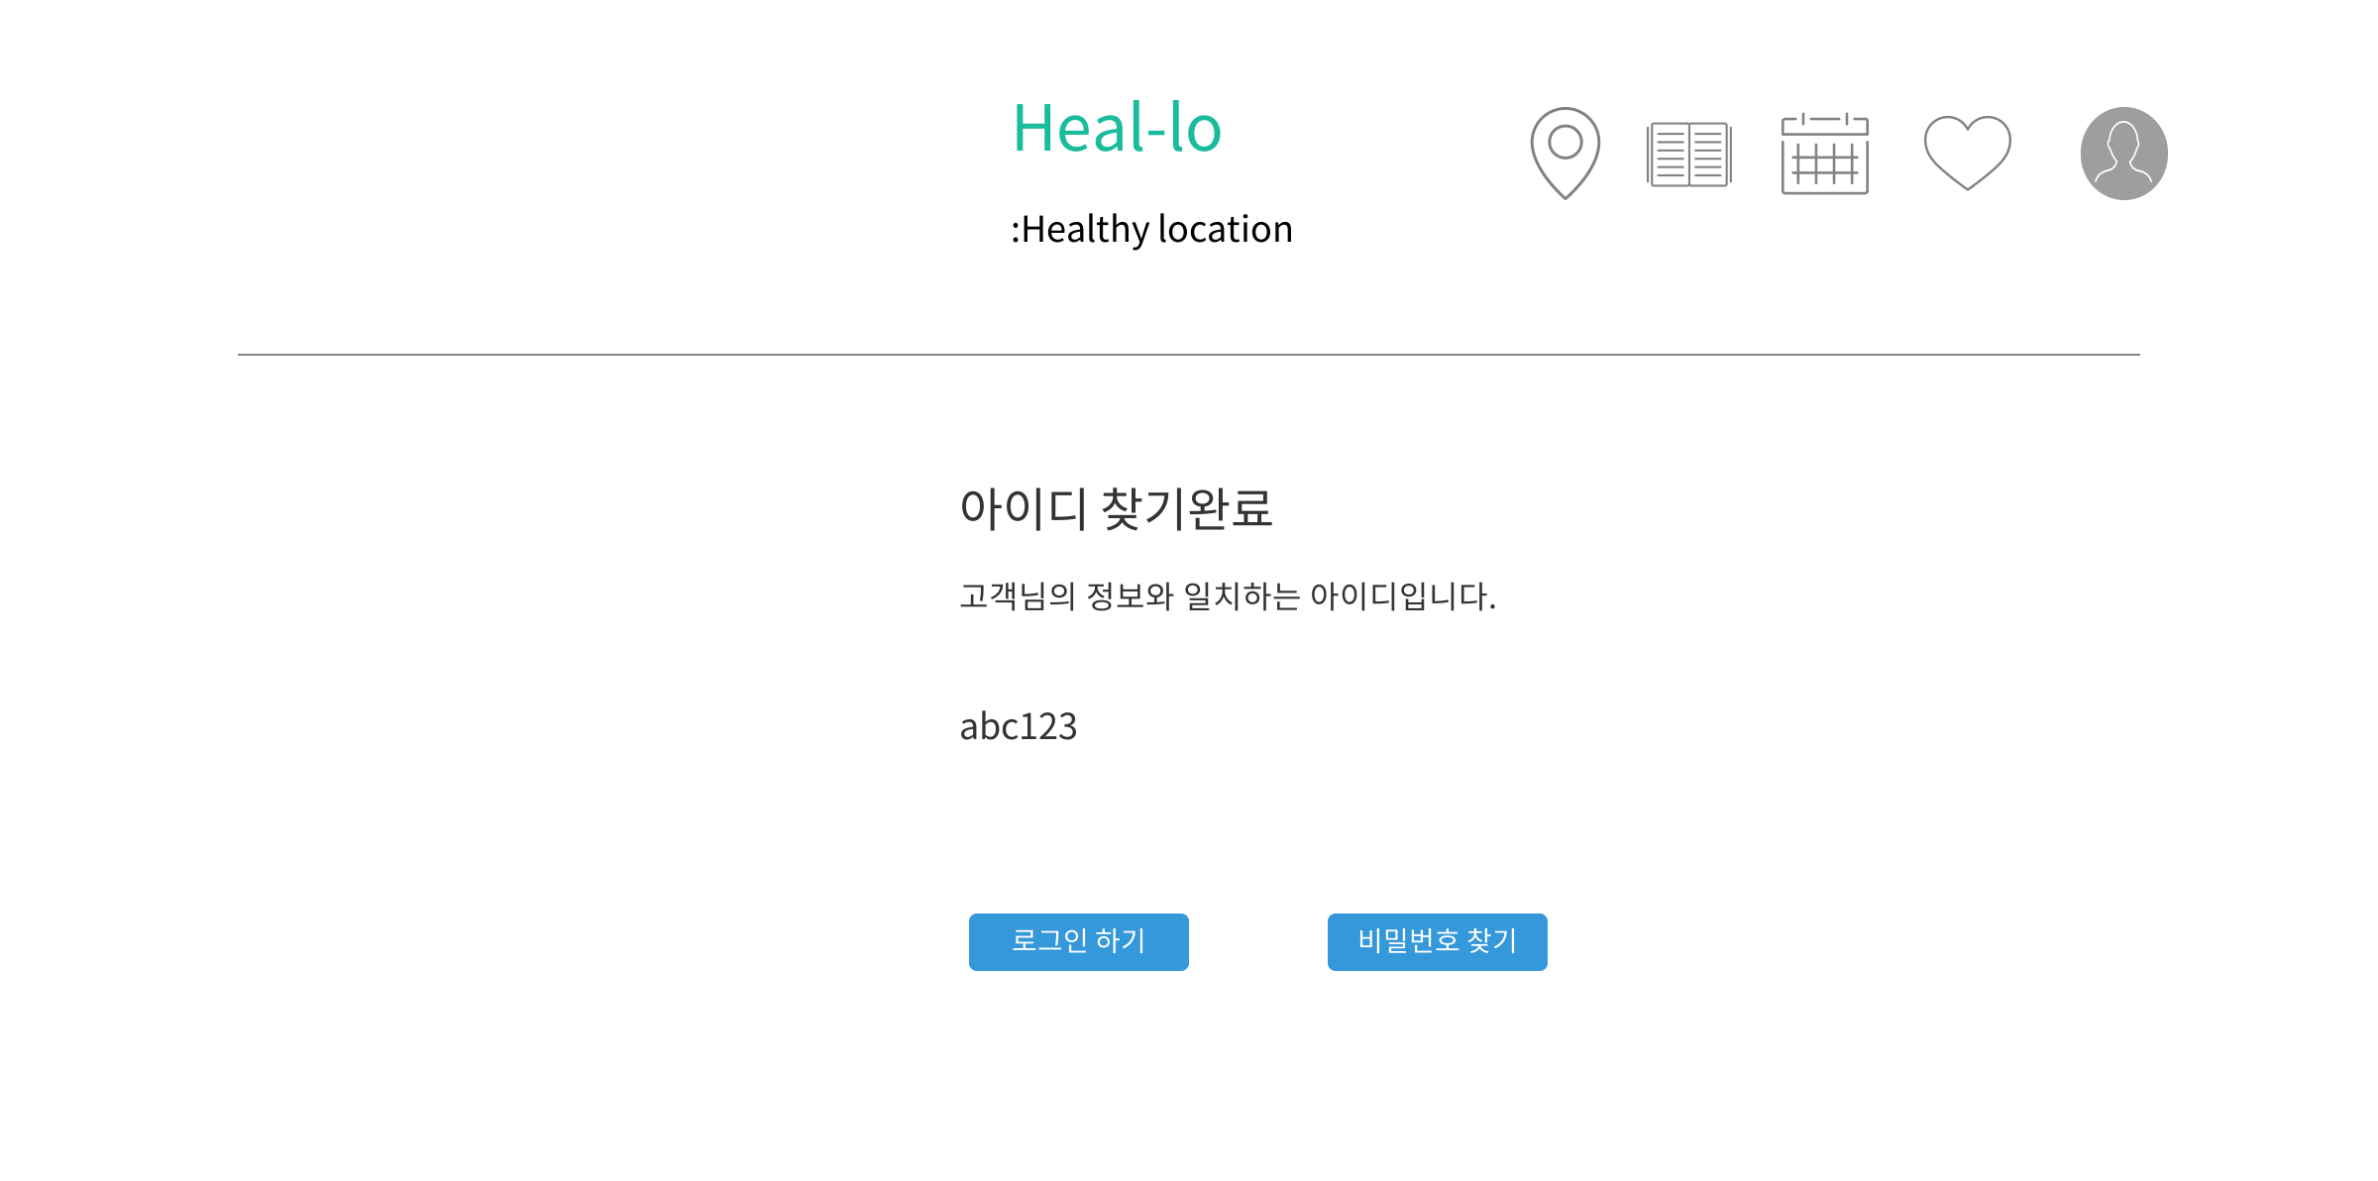 Heal-lo
:Healthy location
아이디 찾기완료
고객님의 정보와 일치하는 아이디입니다.
abc123
로그인 하기
비밀번호 찾기